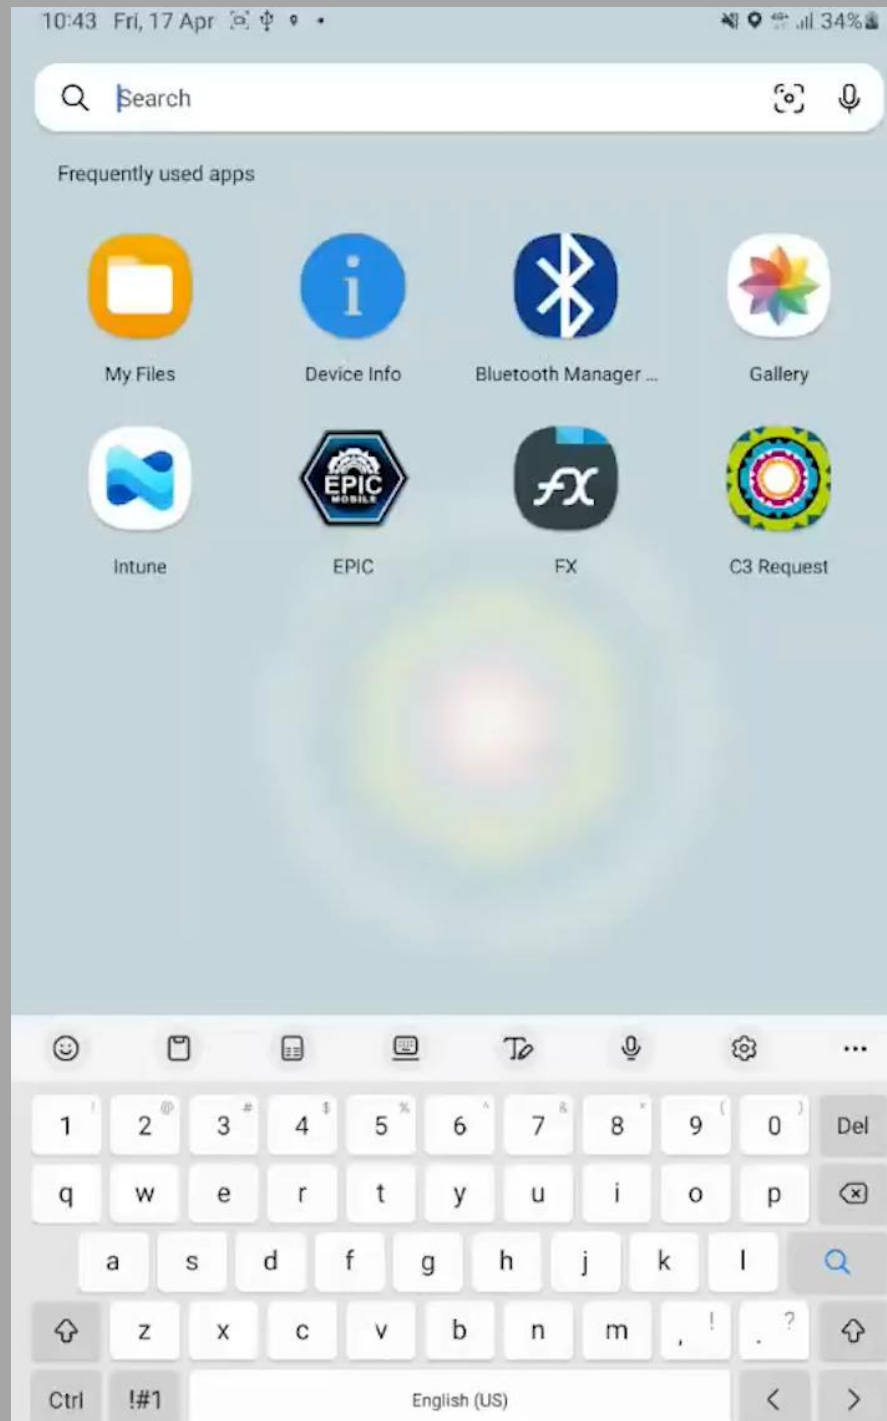 10:43 Fri, 17 Apr 34%
Search
Frequently used apps
My Files Device Info Bluetooth Manager ... Gallery
EPIC
MOBILE
FX
Intune EPIC FX C3 Request
! @ # $ % ^ & * ( )
1 2 3 4 5 6 7 8 9 0 Del
q w e r t y u i o p
a s d f g h j k l
z x c v b n m , ! . ?
Ctrl !#1 English (US) < >